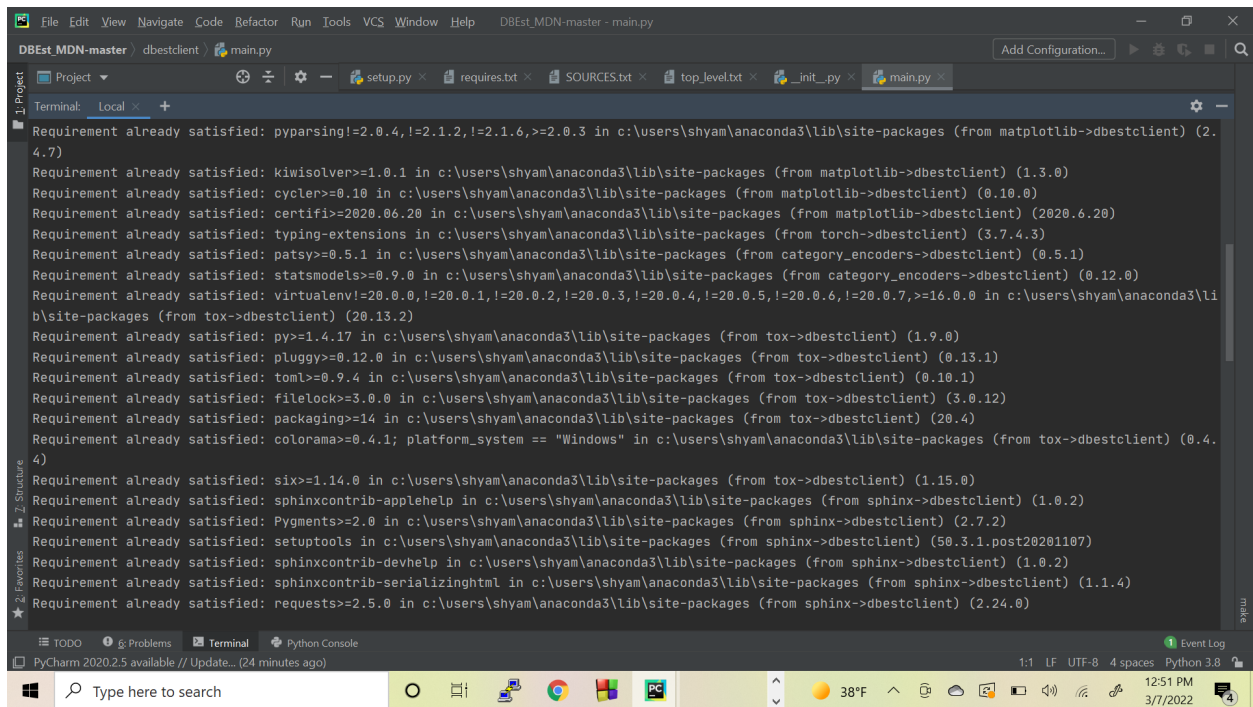 File Edit View Navigate Code Refactor Run Tools VCS Window Help DBEst_MDN-master - main.py
DBEst_MDN-master dbestclient main.py Add Configuration...
Project setup.py requires.txt SOURCES.txt top_level.txt _init_.py main.py
1: Project
Terminal: Local +
Requirement already satisfied: pyparsing!=2.0.4,!=2.1.2,!=2.1.6,>=2.0.3 in c:\users\shyam\anaconda3\lib\site-packages (from matplotlib->dbestclient) (2.
4.7)
Requirement already satisfied: kiwisolver>=1.0.1 in c:\users\shyam\anaconda3\lib\site-packages (from matplotlib->dbestclient) (1.3.0)
Requirement already satisfied: cycler>=0.10 in c:\users\shyam\anaconda3\lib\site-packages (from matplotlib->dbestclient) (0.10.0)
Requirement already satisfied: certifi>=2020.06.20 in c:\users\shyam\anaconda3\lib\site-packages (from matplotlib->dbestclient) (2020.6.20)
Requirement already satisfied: typing-extensions in c:\users\shyam\anaconda3\lib\site-packages (from torch->dbestclient) (3.7.4.3)
Requirement already satisfied: patsy>=0.5.1 in c:\users\shyam\anaconda3\lib\site-packages (from category_encoders->dbestclient) (0.5.1)
Requirement already satisfied: statsmodels>=0.9.0 in c:\users\shyam\anaconda3\lib\site-packages (from category_encoders->dbestclient) (0.12.0)
Requirement already satisfied: virtualenv!=20.0.0,!=20.0.1,!=20.0.2,!=20.0.3,!=20.0.4,!=20.0.5,!=20.0.6,!=20.0.7,>=16.0.0 in c:\users\shyam\anaconda3\li
b\site-packages (from tox->dbestclient) (20.13.2)
Requirement already satisfied: py>=1.4.17 in c:\users\shyam\anaconda3\lib\site-packages (from tox->dbestclient) (1.9.0)
Requirement already satisfied: pluggy>=0.12.0 in c:\users\shyam\anaconda3\lib\site-packages (from tox->dbestclient) (0.13.1)
Requirement already satisfied: toml>=0.9.4 in c:\users\shyam\anaconda3\lib\site-packages (from tox->dbestclient) (0.10.1)
Requirement already satisfied: filelock>=3.0.0 in c:\users\shyam\anaconda3\lib\site-packages (from tox->dbestclient) (3.0.12)
Requirement already satisfied: packaging>=14 in c:\users\shyam\anaconda3\lib\site-packages (from tox->dbestclient) (20.4)
Requirement already satisfied: colorama>=0.4.1; platform_system == "Windows" in c:\users\shyam\anaconda3\lib\site-packages (from tox->dbestclient) (0.4.
4)
Requirement already satisfied: six>=1.14.0 in c:\users\shyam\anaconda3\lib\site-packages (from tox->dbestclient) (1.15.0)
Requirement already satisfied: sphinxcontrib-applehelp in c:\users\shyam\anaconda3\lib\site-packages (from sphinx->dbestclient) (1.0.2)
Requirement already satisfied: Pygments>=2.0 in c:\users\shyam\anaconda3\lib\site-packages (from sphinx->dbestclient) (2.7.2)
Requirement already satisfied: setuptools in c:\users\shyam\anaconda3\lib\site-packages (from sphinx->dbestclient) (50.3.1.post20201107)
Requirement already satisfied: sphinxcontrib-devhelp in c:\users\shyam\anaconda3\lib\site-packages (from sphinx->dbestclient) (1.0.2)
Requirement already satisfied: sphinxcontrib-serializinghtml in c:\users\shyam\anaconda3\lib\site-packages (from sphinx->dbestclient) (1.1.4)
Requirement already satisfied: requests>=2.5.0 in c:\users\shyam\anaconda3\lib\site-packages (from sphinx->dbestclient) (2.24.0)
7: Structure
2: Favorites
make
TODO 6: Problems Terminal Python Console 1 Event Log
PyCharm 2020.2.5 available // Update... (24 minutes ago) 1:1 LF UTF-8 4 spaces Python 3.8
Type here to search 38°F 12:51 PM
3/7/2022 4